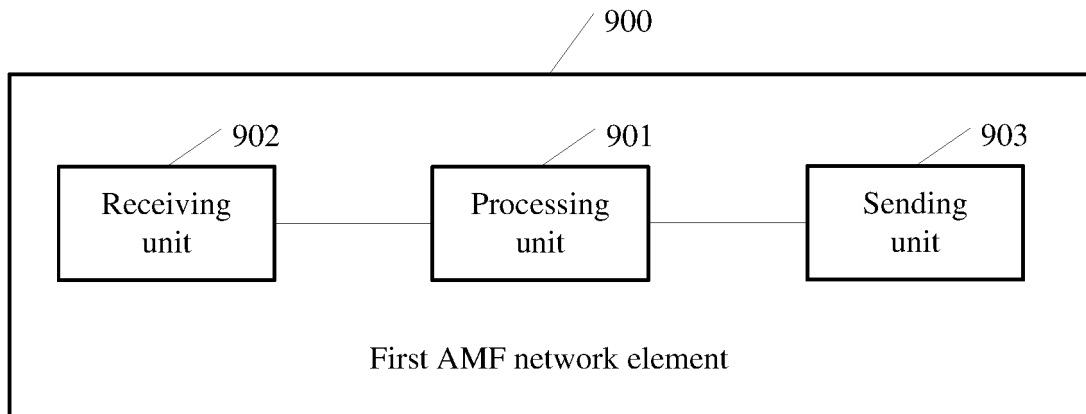 900
902
901
903
Receiving
unit
Processing
unit
Sending
unit
First AMF network element